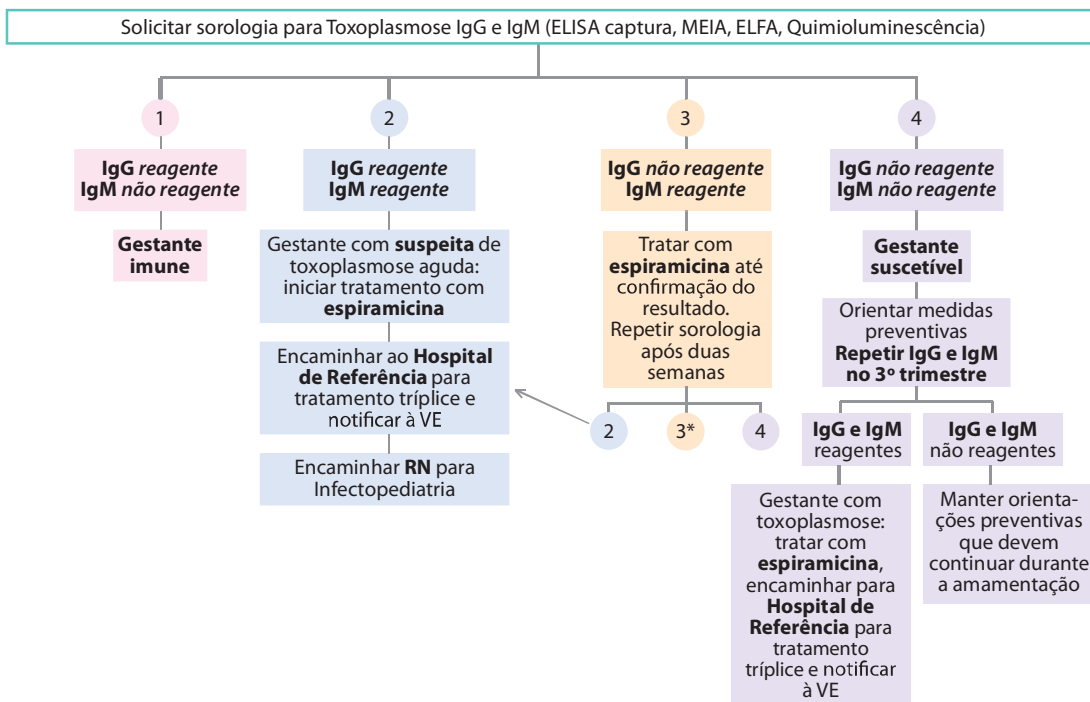 Solicitar sorologia para Toxoplasmose IgG e IgM (ELISA captura, MEIA, ELFA, Quimioluminescência)
1
IgG reagente
IgM não reagente
Gestante
imune
2
IgG reagente
IgM reagente
Gestante com suspeita de
toxoplasmose aguda:
iniciar tratamento com
espiramicina
Encaminhar ao Hospital
de Referência para
tratamento tríplice e
notificar à VE
Encaminhar RN para
Infectopediatria
3
IgG não reagente
IgM reagente
Tratar com
espiramicina até
confirmação do
resultado.
Repetir sorologia
após duas
semanas
2
3*
4
4
IgG não reagente
IgM não reagente
Gestante
suscetível
Orientar medidas
preventivas
Repetir IgG e IgM
no 3º trimestre
IgG e IgM
reagentes
Gestante com
toxoplasmose:
tratar com
espiramicina,
encaminhar para
Hospital de
Referência para
tratamento
tríplice e notificar
à VE
IgG e IgM
não reagentes
Manter orienta-
ções preventivas
que devem
continuar durante
a amamentação